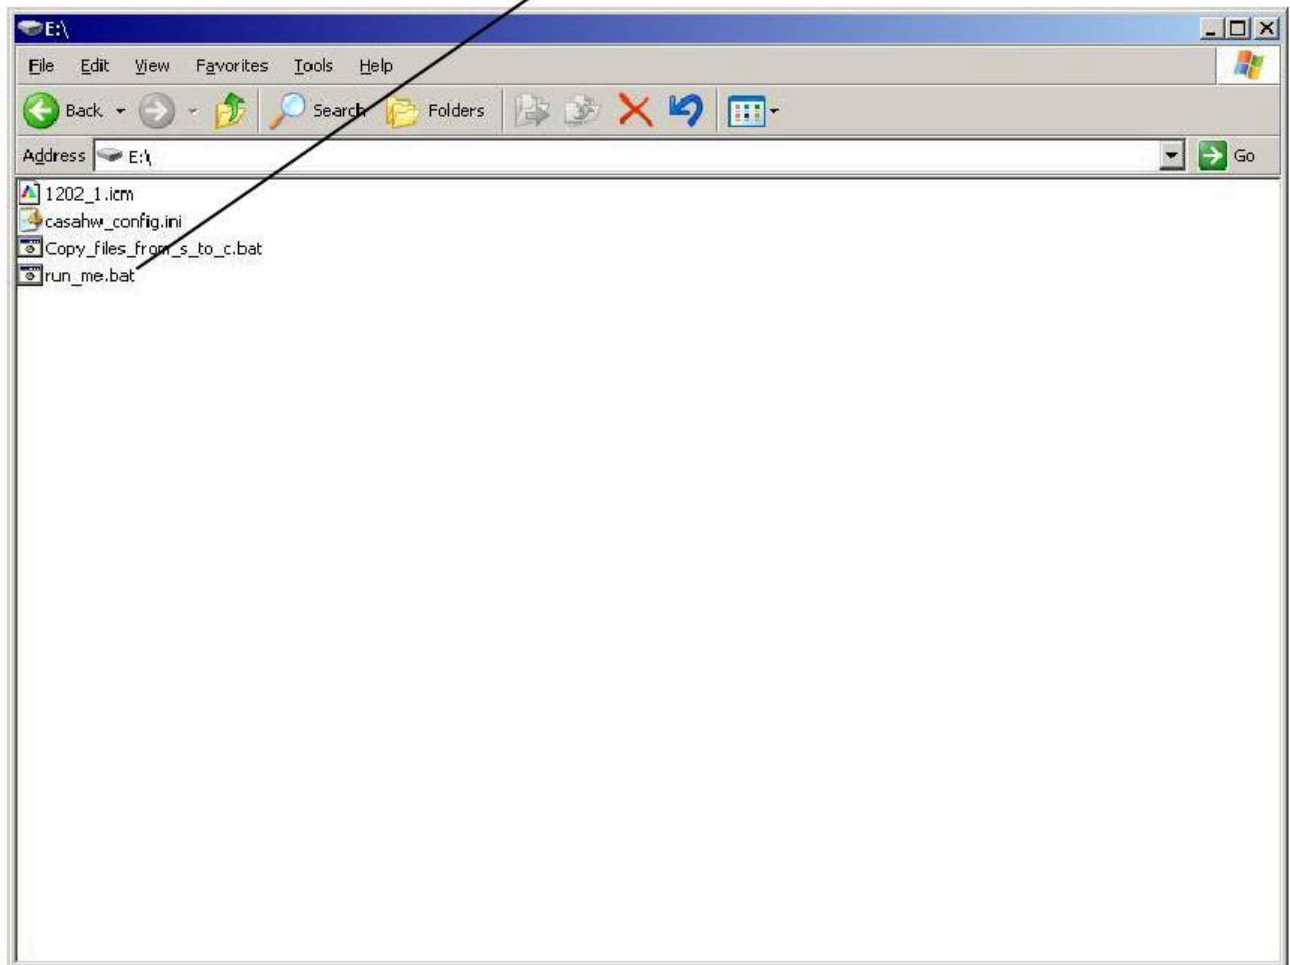 E:\
File Edit View Favorites Tools Help
Back Search Folders
Address E:\ Go
1202_1.icm
casahw_config.ini
Copy_files_from_s_to_c.bat
run_me.bat